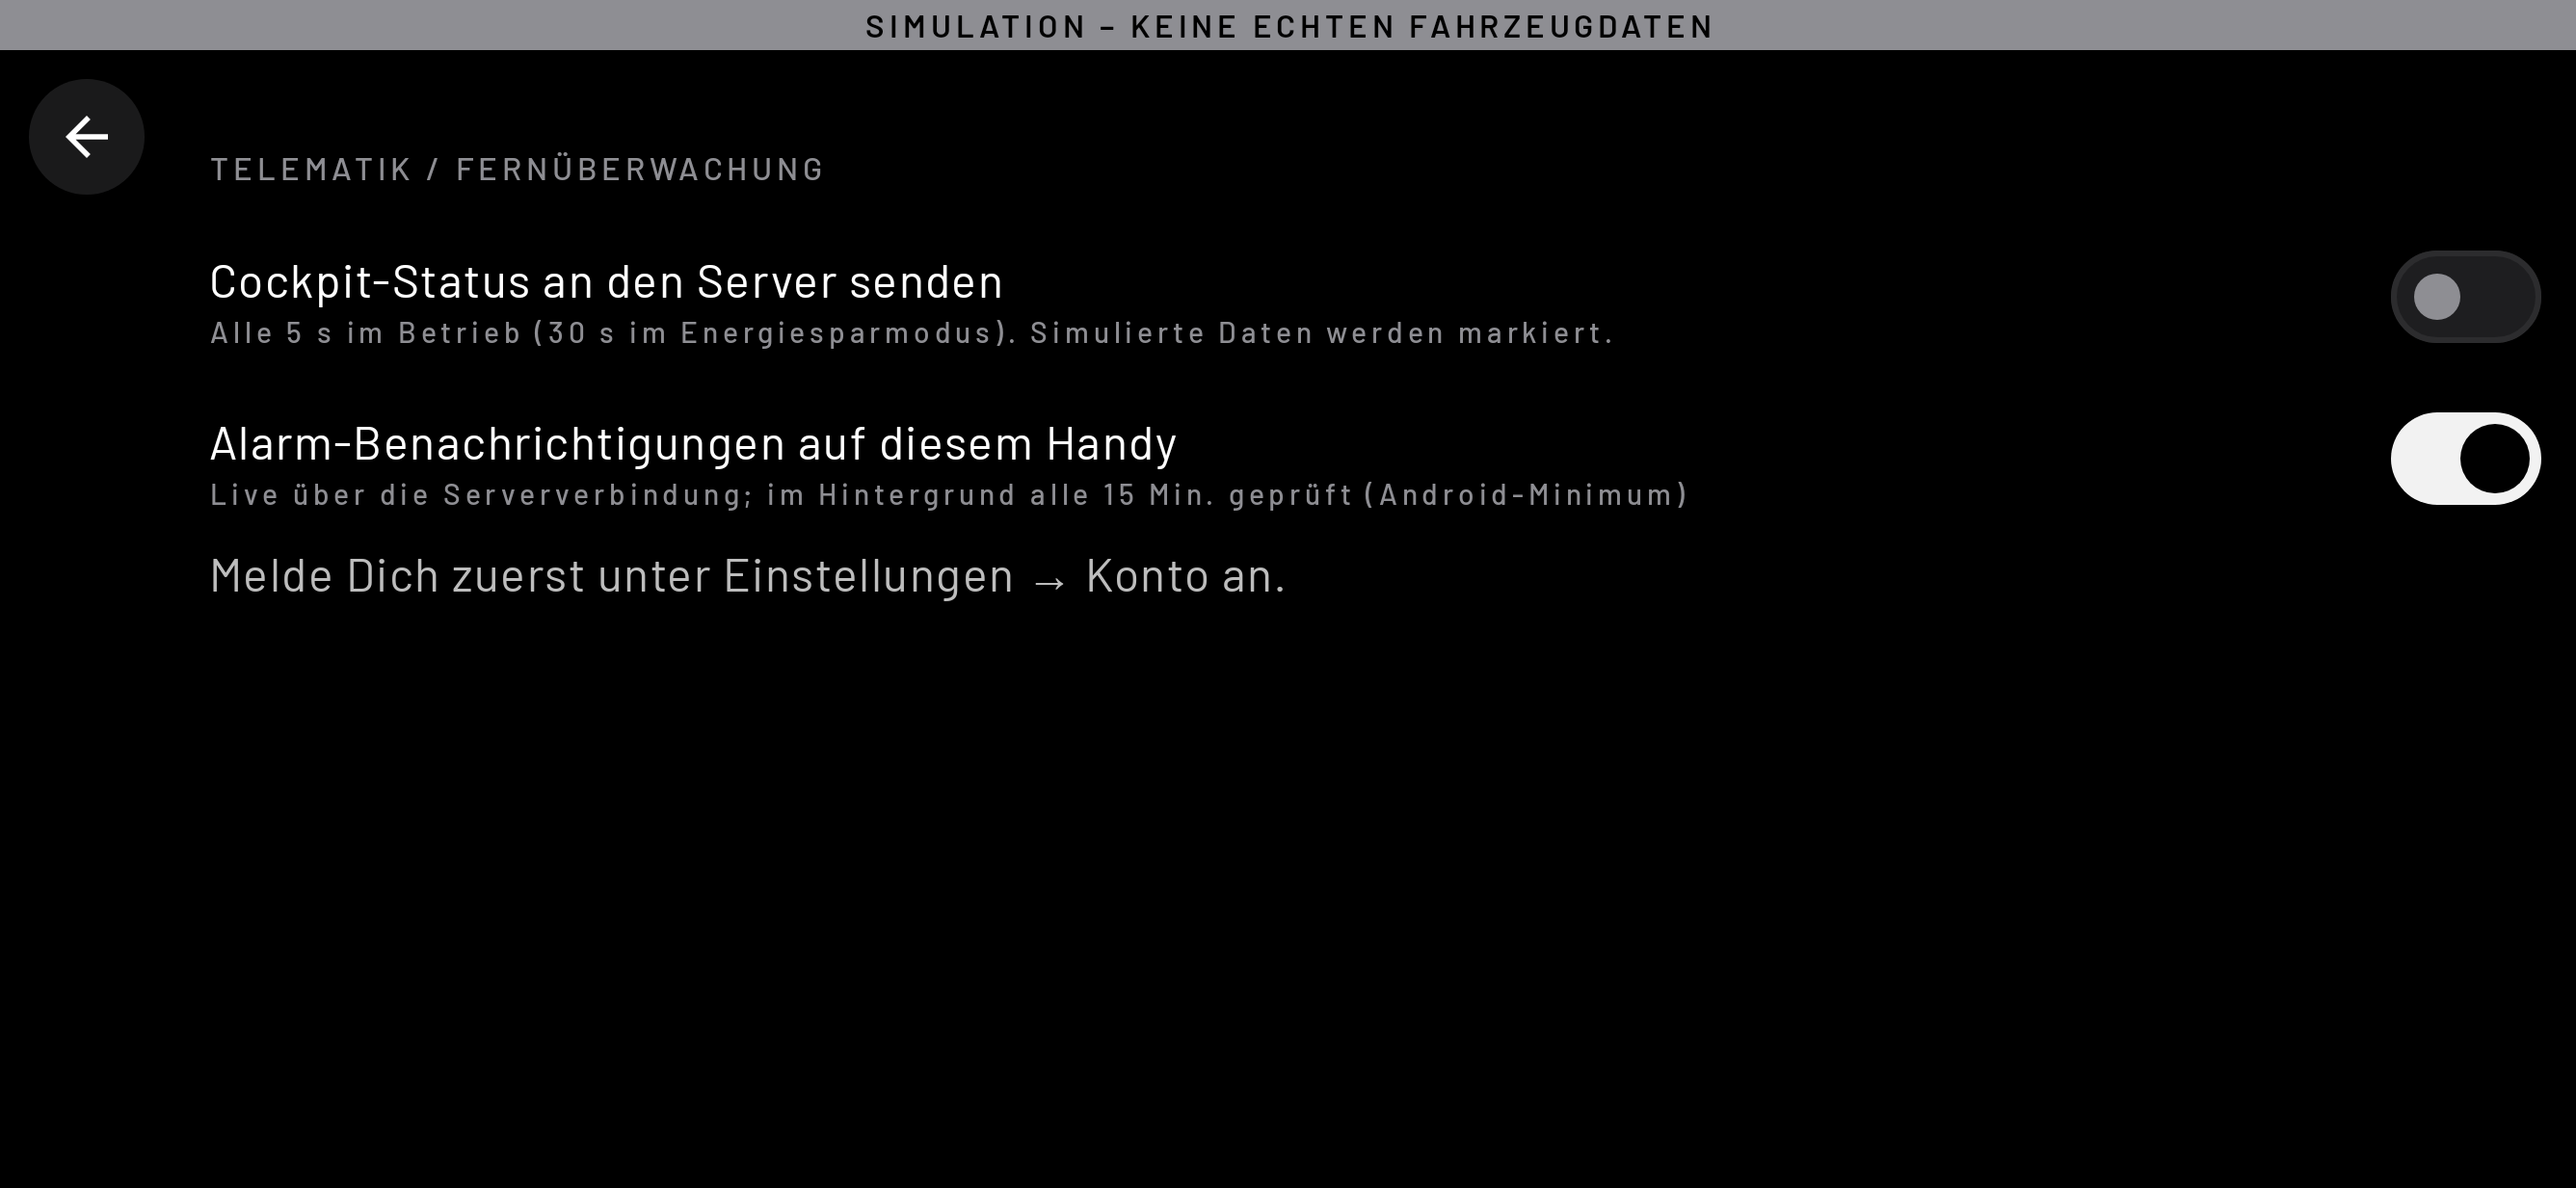 SIMULATION – KEINE ECHTEN FAHRZEUGDATEN
TELEMATIK / FERNÜBERWACHUNG
Cockpit-Status an den Server senden
Alle 5 s im Betrieb (30 s im Energiesparmodus). Simulierte Daten werden markiert.
Alarm-Benachrichtigungen auf diesem Handy
Live über die Serververbindung; im Hintergrund alle 15 Min. geprüft (Android-Minimum)
Melde Dich zuerst unter Einstellungen → Konto an.